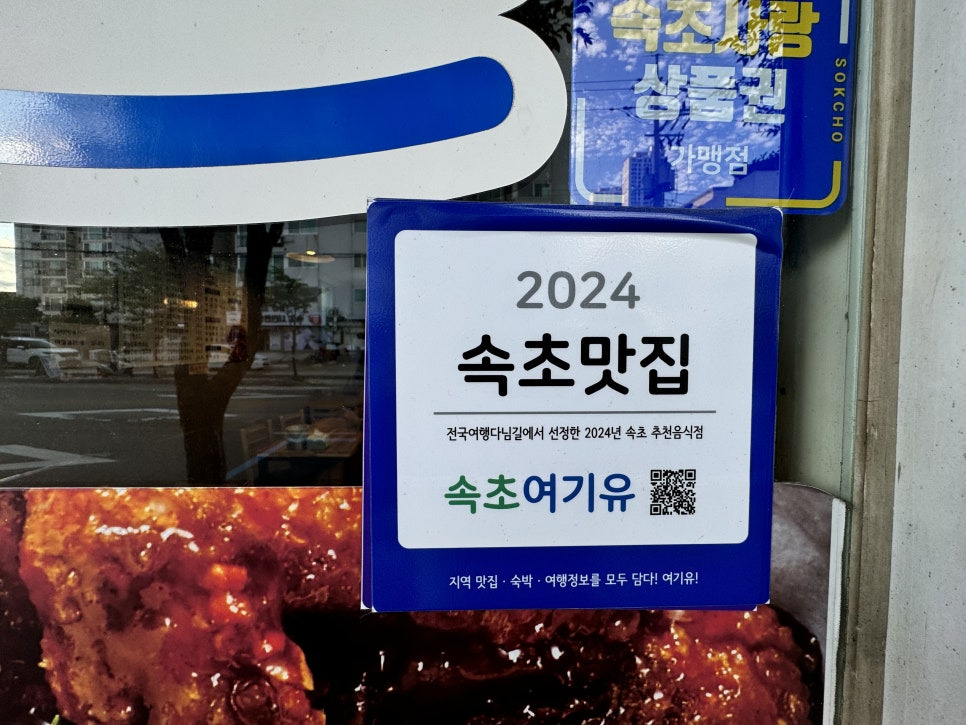 속초사랑
상품권
가맹점
SOKCHO
2024
속초맛집
전국여행다님길에서 선정한 2024년 속초 추천음식점
속초여기유
지역 맛집 · 숙박 · 여행정보를 모두 담다! 여기유!